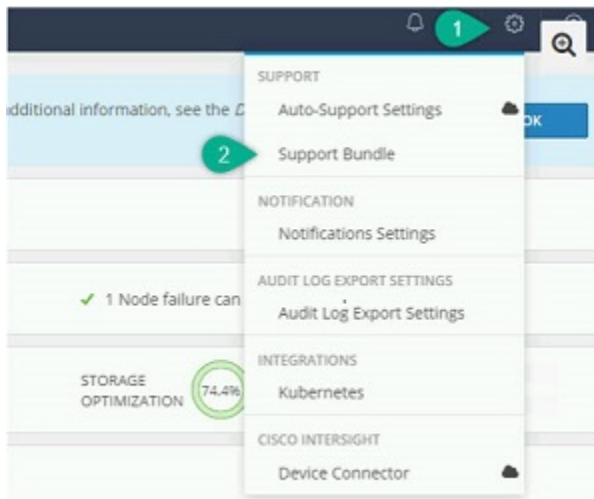 1
SUPPORT
additional information, see the D
Auto-Support Settings
OK
2
Support Bundle
NOTIFICATION
Notifications Settings
AUDIT LOG EXPORT SETTINGS
✓ 1 Node failure can
Audit Log Export Settings
INTEGRATIONS
STORAGE
OPTIMIZATION
74.4%
Kubernetes
CISCO INTERSIGHT
Device Connector